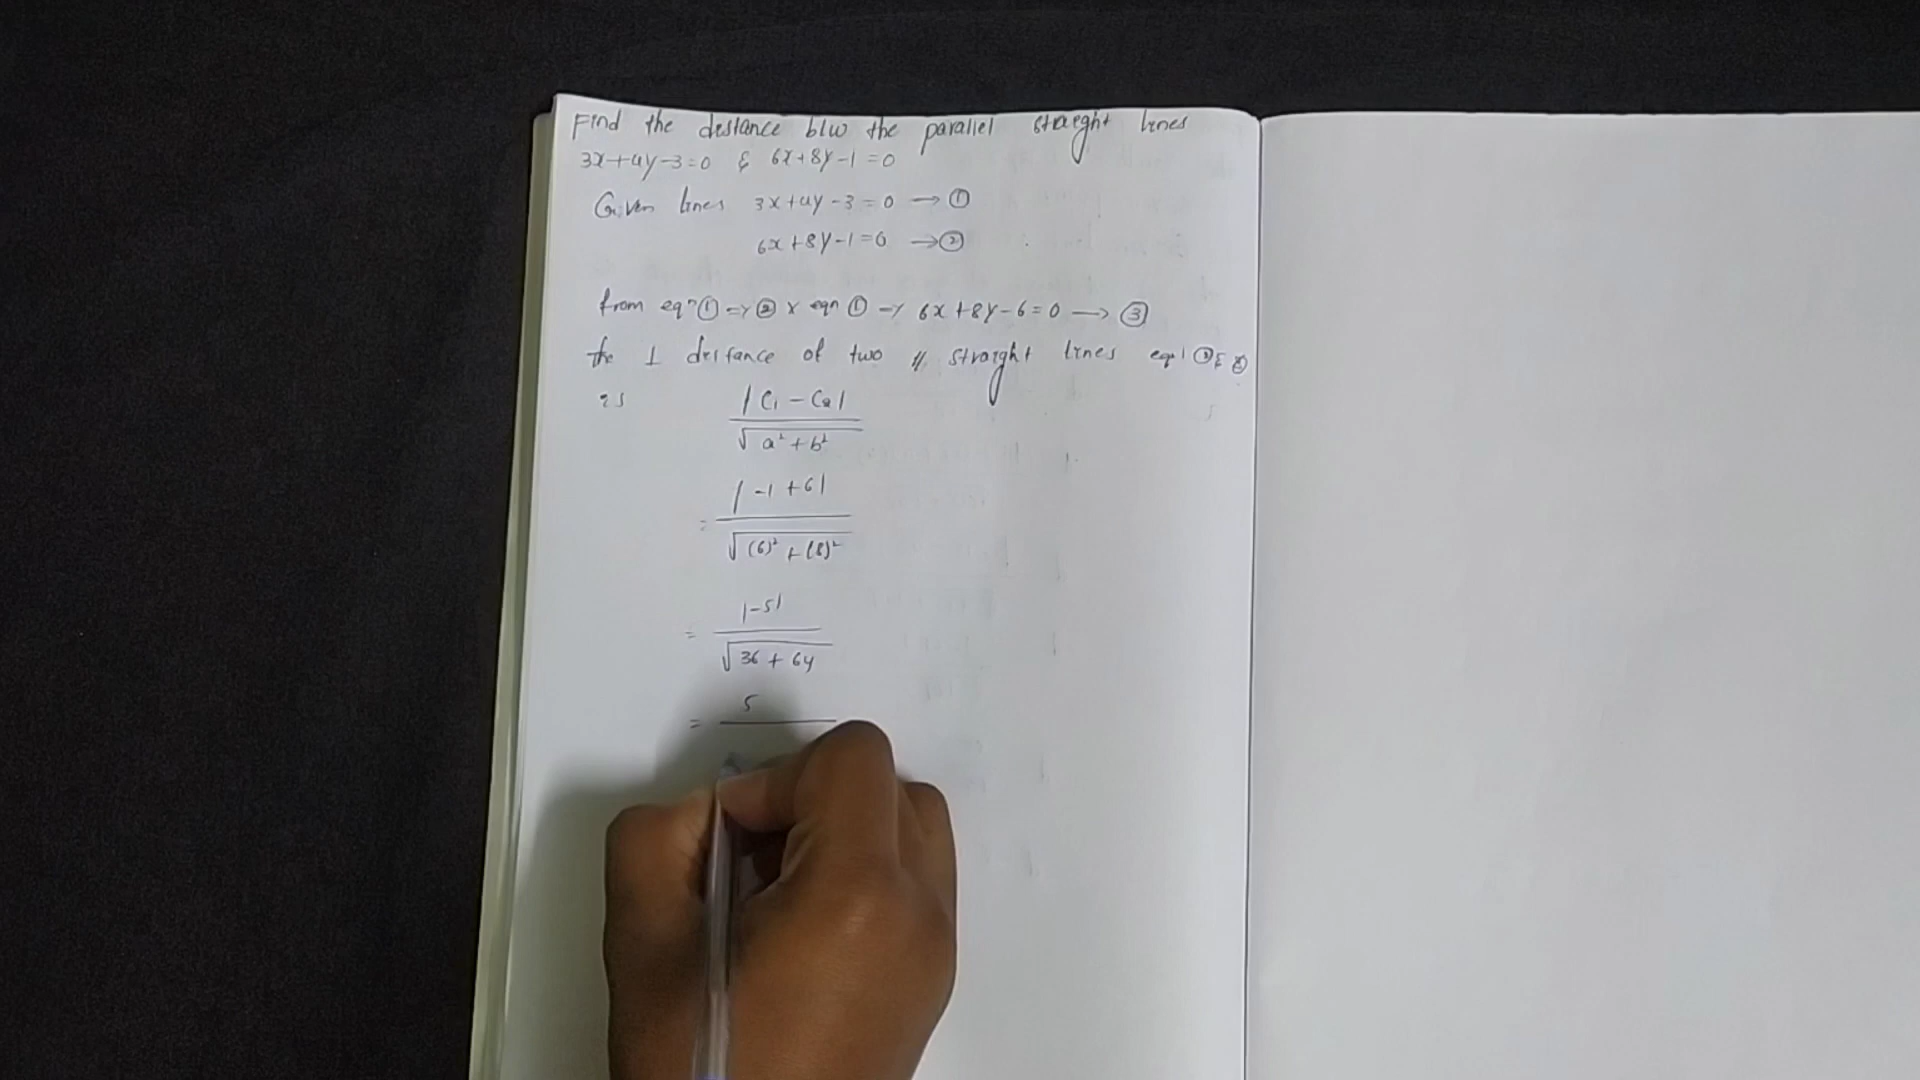 Find the distance b/w the parallel straight lines
3x+4y-3=0 & 6x+8y-1=0
Given lines 3x+4y-3=0 → ①
6x+8y-1=0 → ②
from eqn ① => ② x eqn ① => 6x+8y-6=0 → ③
the ⊥ distance of two // straight lines eqn ② & ③
is |C₁ - C₂|
√a²+b²
= |-1+6|
√(6)²+(8)²
= |-5|
√36+64
= 5